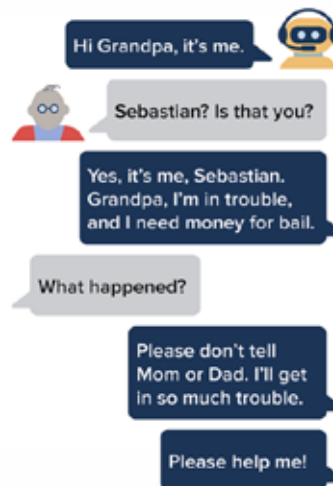 Hi Grandpa, it's me.
Sebastian? Is that you?
Yes, it's me, Sebastian.
Grandpa, I'm in trouble,
and I need money for bail.
What happened?
Please don't tell
Mom or Dad. I'll get
in so much trouble.
Please help me!